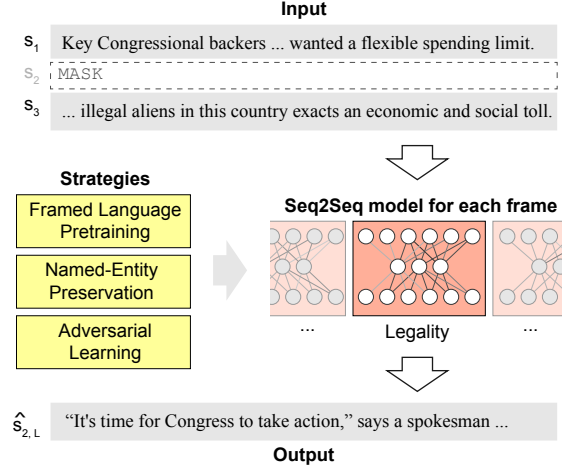 Input
s1 Key Congressional backers ... wanted a flexible spending limit.
s2 MASK
s3 ... illegal aliens in this country exacts an economic and social toll.
Strategies
Framed Language
Pretraining
Named-Entity
Preservation
Adversarial
Learning
Seq2Seq model for each frame
... Legality ...
ŝ2, L “It's time for Congress to take action,” says a spokesman ...
Output